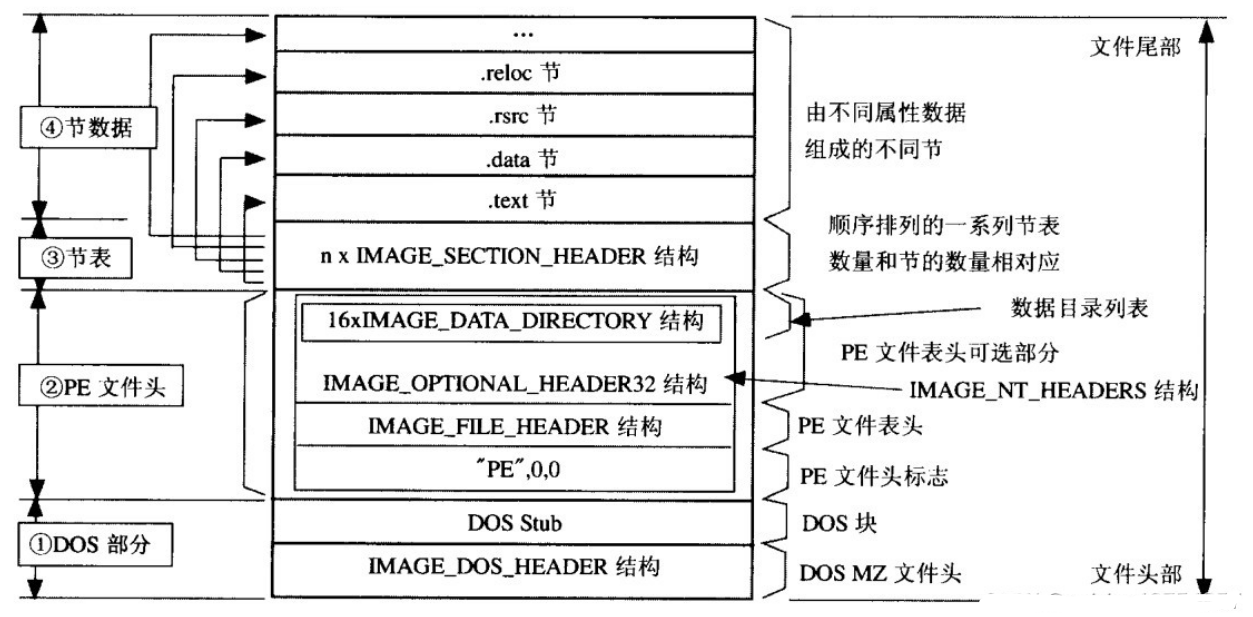 …
文件尾部
.reloc 节
④节数据
.rsrc 节
由不同属性数据
组成的不同节
.data 节
.text 节
顺序排列的一系列节表
③节表
n x IMAGE_SECTION_HEADER 结构
数量和节的数量相对应
16xIMAGE_DATA_DIRECTORY 结构
数据目录列表
PE 文件表头可选部分
②PE 文件头
IMAGE_OPTIONAL_HEADER32 结构
IMAGE_NT_HEADERS 结构
IMAGE_FILE_HEADER 结构
PE 文件表头
"PE",0,0
PE 文件头标志
DOS Stub
DOS 块
①DOS 部分
IMAGE_DOS_HEADER 结构
DOS MZ 文件头
文件头部